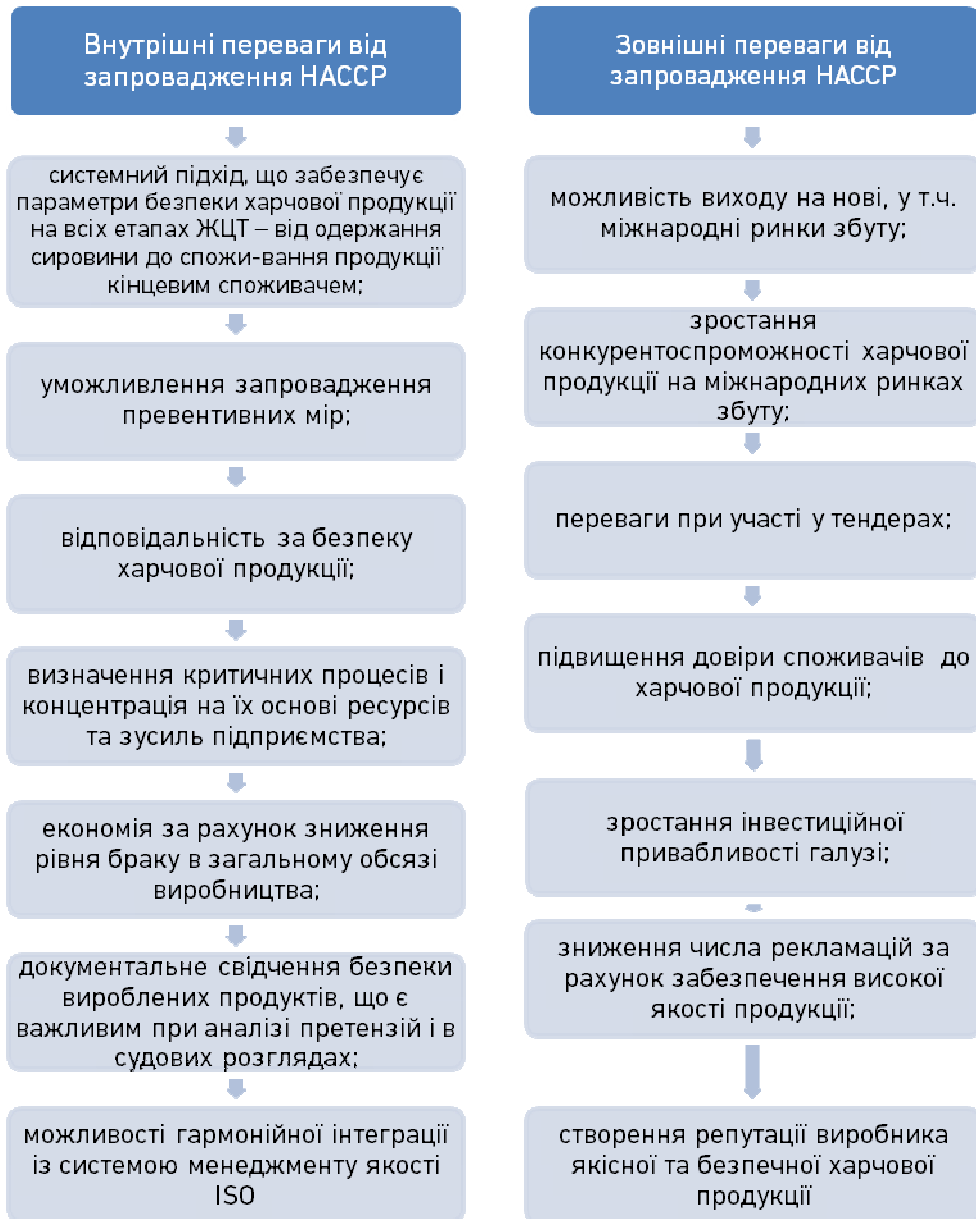 Внутрішні переваги від
запровадження НАССР
системний підхід, що забезпечує
параметри безпеки харчової продукції
на всіх етапах ЖЦТ – від одержання
сировини до спожи-вання продукції
кінцевим споживачем;
уможливлення запровадження
превентивних мір;
відповідальність за безпеку
харчової продукції;
визначення критичних процесів і
концентрація на їх основі ресурсів
та зусиль підприємства;
економія за рахунок зниження
рівня браку в загальному обсязі
виробництва;
документальне свідчення безпеки
вироблених продуктів, що є
важливим при аналізі претензій і в
судових розглядах;
можливості гармонійної інтеграції
із системою менеджменту якості
ISO
Зовнішні переваги від
запровадження НАССР
можливість виходу на нові, у т.ч.
міжнародні ринки збуту;
зростання
конкурентоспроможності харчової
продукції на міжнародних ринках
збуту;
переваги при участі у тендерах;
підвищення довіри споживачів до
харчової продукції;
зростання інвестиційної
привабливості галузі;
зниження числа рекламацій за
рахунок забезпечення високої
якості продукції;
створення репутації виробника
якісної та безпечної харчової
продукції